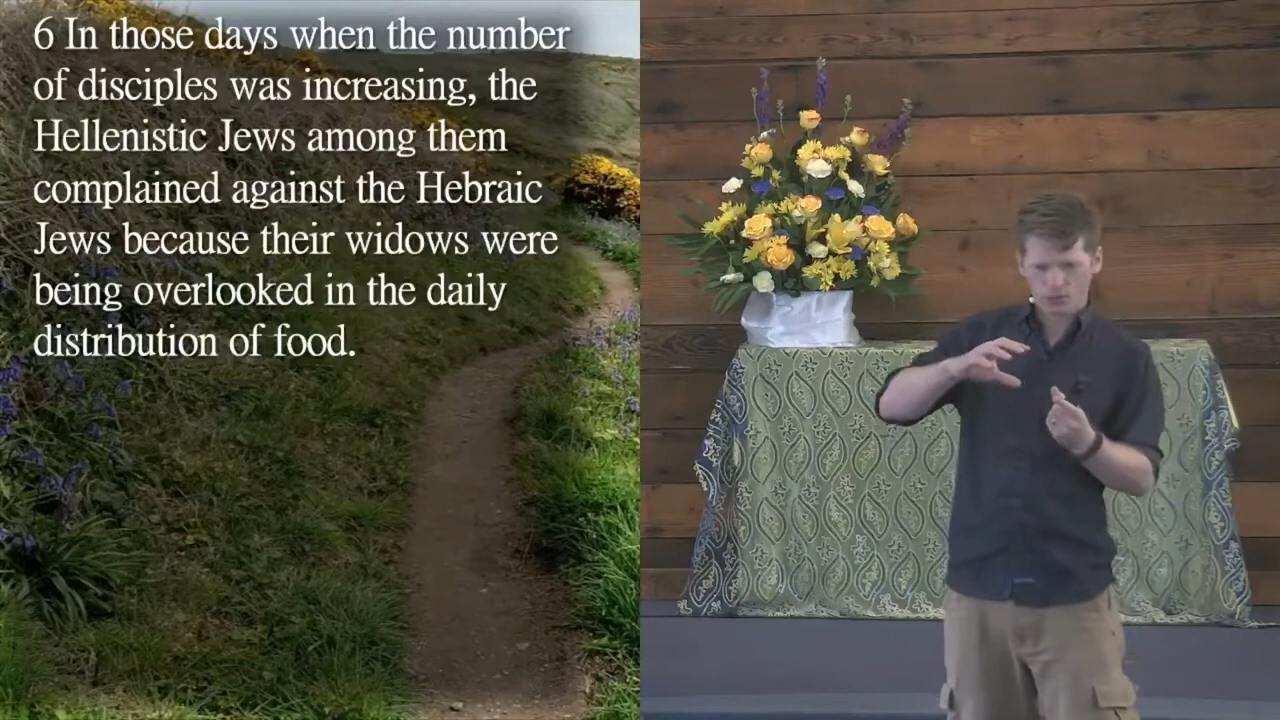 6 In those days when the number
of disciples was increasing, the
Hellenistic Jews among them
complained against the Hebraic
Jews because their widows were
being overlooked in the daily
distribution of food.